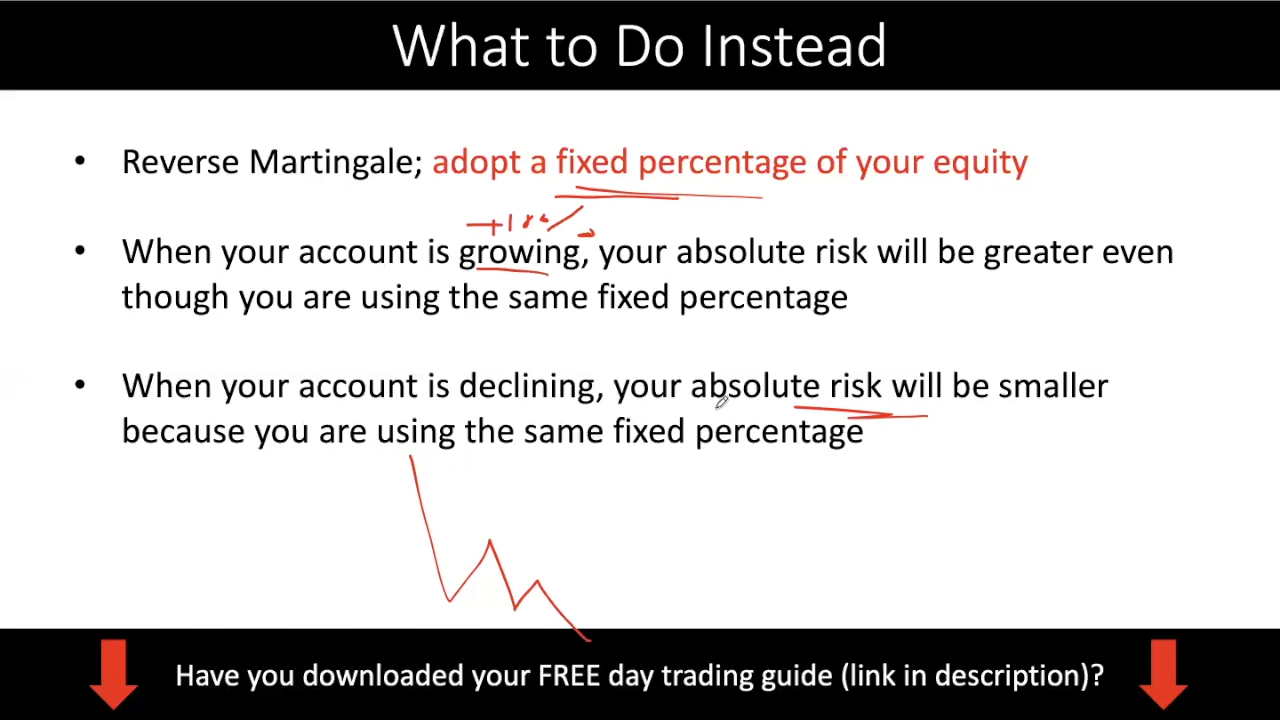 What to Do Instead
• Reverse Martingale; adopt a fixed percentage of your equity
• When your account is growing, your absolute risk will be greater even
though you are using the same fixed percentage
• When your account is declining, your absolute risk will be smaller
because you are using the same fixed percentage
Have you downloaded your FREE day trading guide (link in description)?